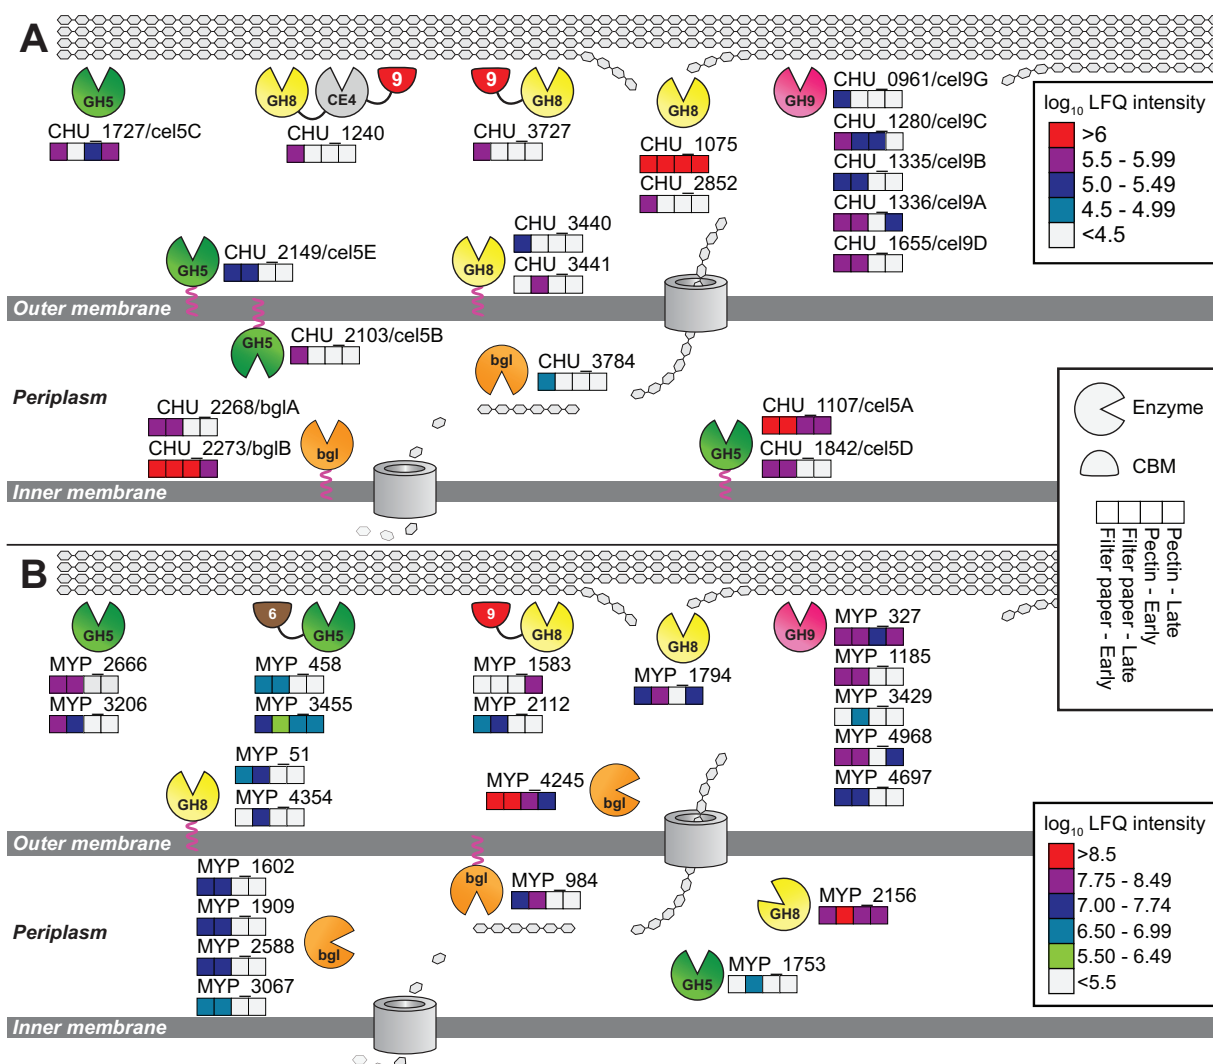 A
GH5
CHU_1727/cel5C
GH8
CE4
9
CHU_1240
9
GH8
CHU_3727
GH8
CHU_1075
CHU_2852
GH9
CHU_0961/cel9G
CHU_1280/cel9C
CHU_1335/cel9B
CHU_1336/cel9A
CHU_1655/cel9D
log10 LFQ intensity
>6
5.5 - 5.99
5.0 - 5.49
4.5 - 4.99
<4.5
GH5
CHU_2149/cel5E
GH8
CHU_3440
CHU_3441
Outer membrane
GH5
CHU_2103/cel5B
bgl
CHU_3784
Periplasm
CHU_2268/bglA
CHU_2273/bglB
bgl
GH5
CHU_1107/cel5A
CHU_1842/cel5D
Inner membrane
Enzyme
CBM
Filter paper - Early
Filter paper - Late
Pectin - Early
Pectin - Late
B
GH5
MYP_2666
MYP_3206
6
GH5
MYP_458
MYP_3455
9
GH8
MYP_1583
MYP_2112
GH8
MYP_1794
GH9
MYP_327
MYP_1185
MYP_3429
MYP_4968
MYP_4697
GH8
MYP_51
MYP_4354
MYP_4245
bgl
Outer membrane
log10 LFQ intensity
>8.5
7.75 - 8.49
7.00 - 7.74
6.50 - 6.99
5.50 - 6.49
<5.5
MYP_1602
MYP_1909
MYP_2588
MYP_3067
bgl
bgl
MYP_984
GH8
MYP_2156
Periplasm
GH5
MYP_1753
Inner membrane